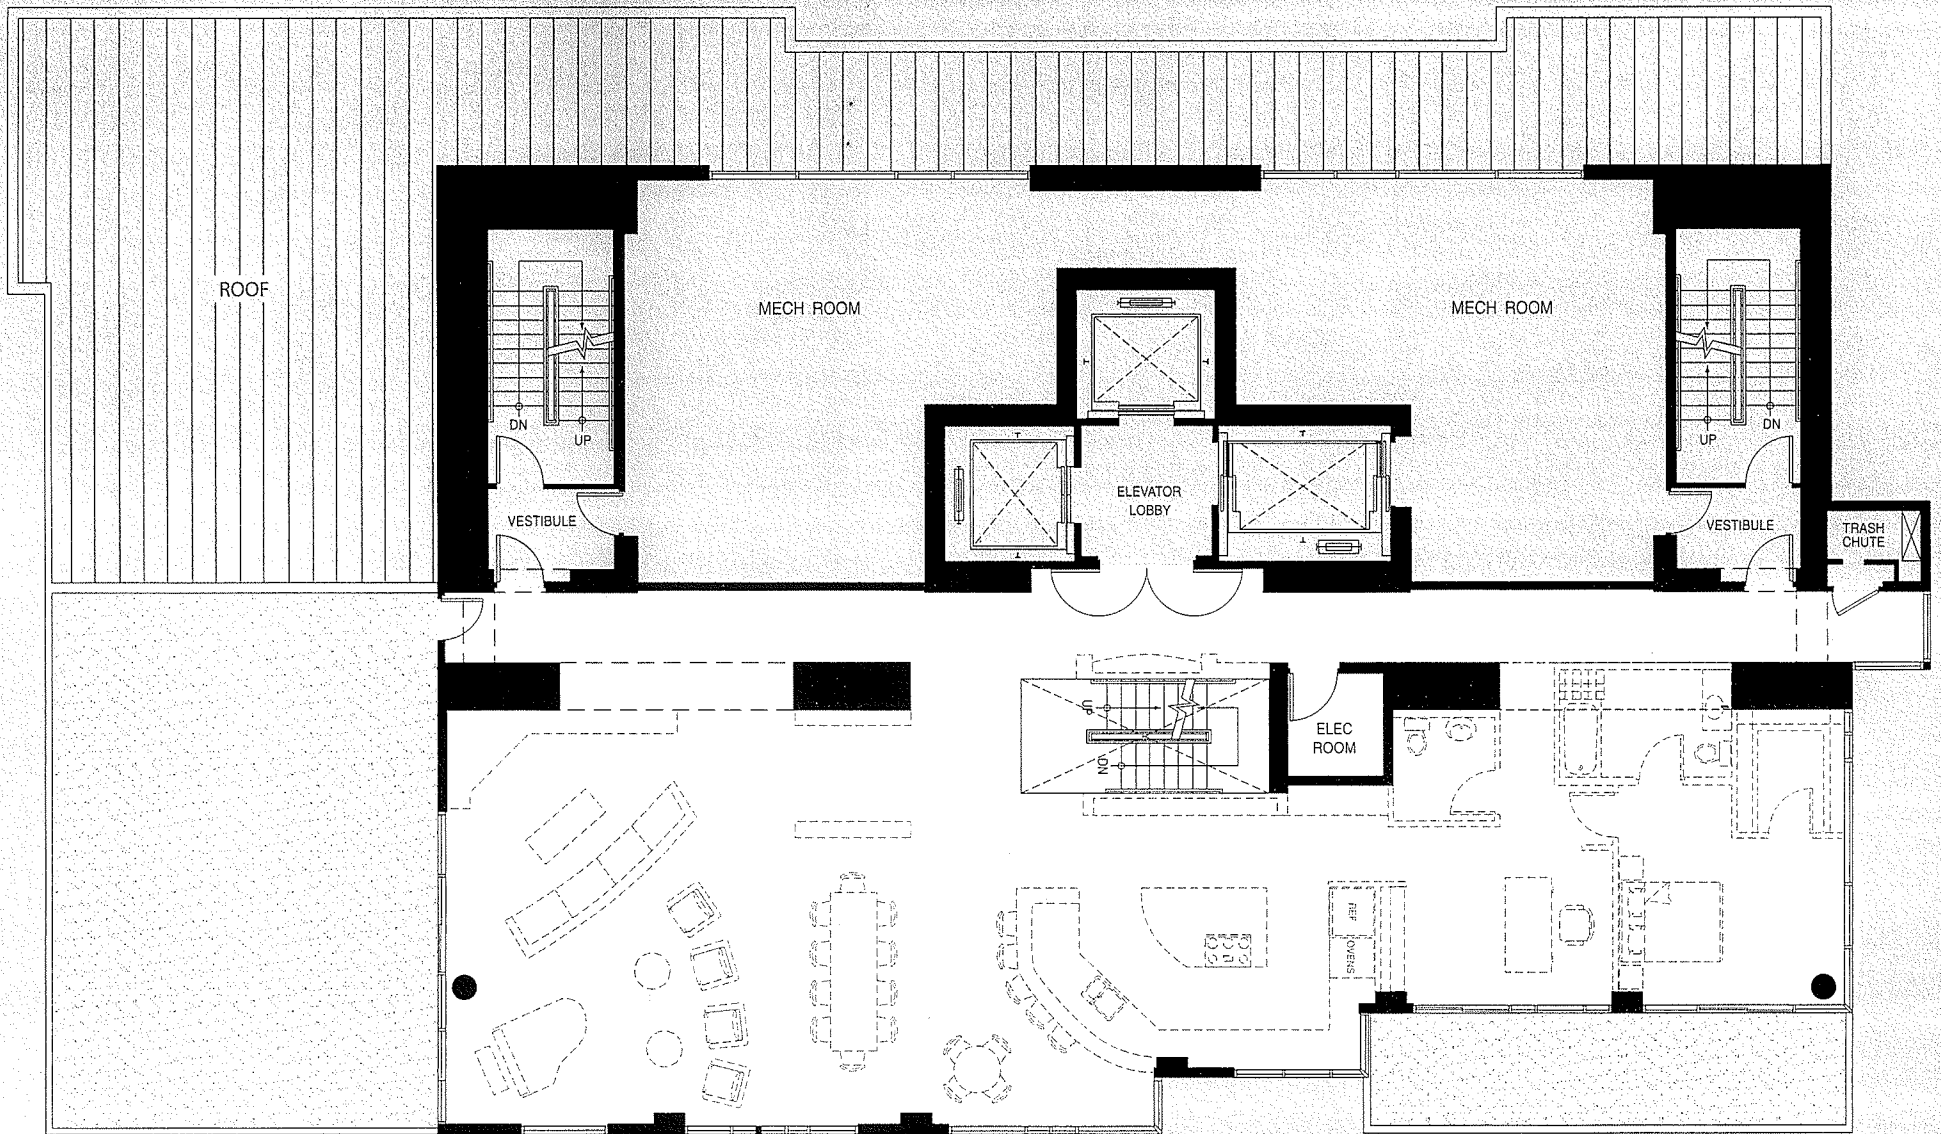 ROOF
MECH ROOM
MECH ROOM
DN
UP
UP
DN
ELEVATOR
LOBBY
VESTIBULE
VESTIBULE
TRASH
CHUTE
UP
DN
ELEC
ROOM
REF
OVENS